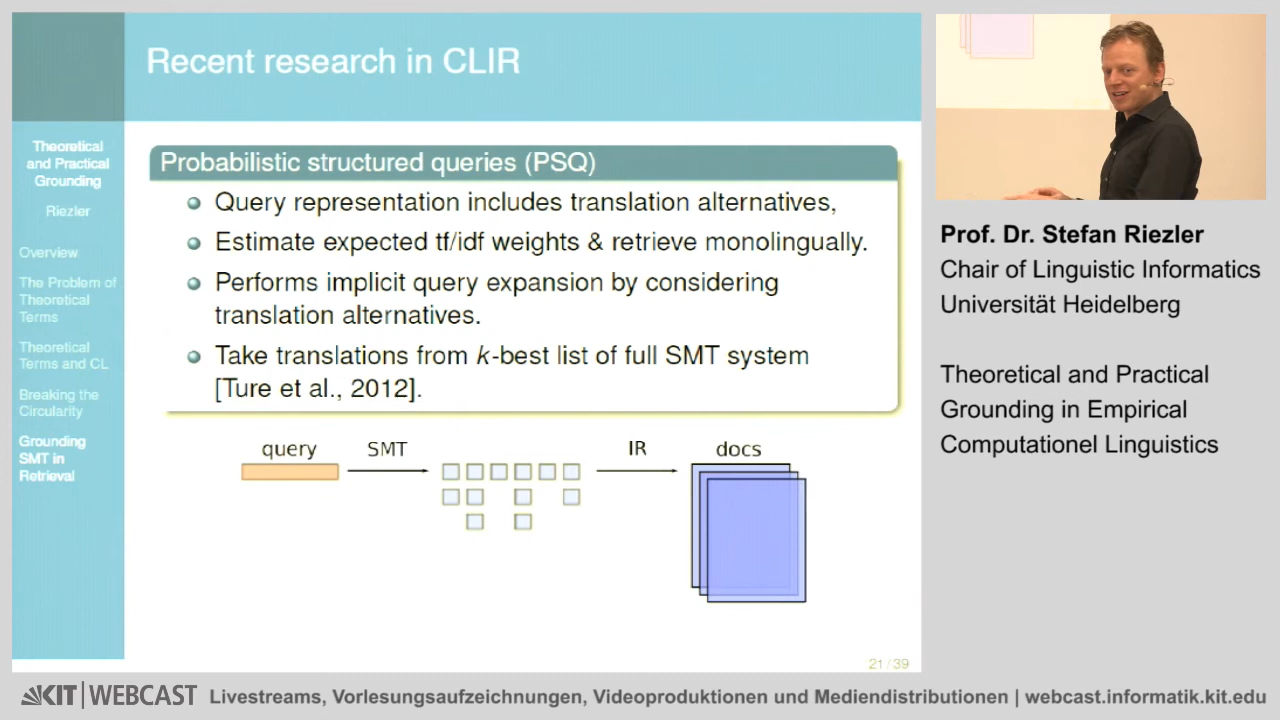 Recent research in CLIR
Theoretical
and Practical
Grounding
Riezler
Overview
The Problem of
Theoretical
Terms
Theoretical
Terms and CL
Breaking the
Circularity
Grounding
SMT in
Retrieval
Probabilistic structured queries (PSQ)
Query representation includes translation alternatives,
Estimate expected tf/idf weights & retrieve monolingually.
Performs implicit query expansion by considering
translation alternatives.
Take translations from k-best list of full SMT system
[Ture et al., 2012].
query SMT IR docs
21 / 39
Prof. Dr. Stefan Riezler
Chair of Linguistic Informatics
Universität Heidelberg
Theoretical and Practical
Grounding in Empirical
Computationel Linguistics
KIT | WEBCAST Livestreams, Vorlesungsaufzeichnungen, Videoproduktionen und Mediendistributionen | webcast.informatik.kit.edu